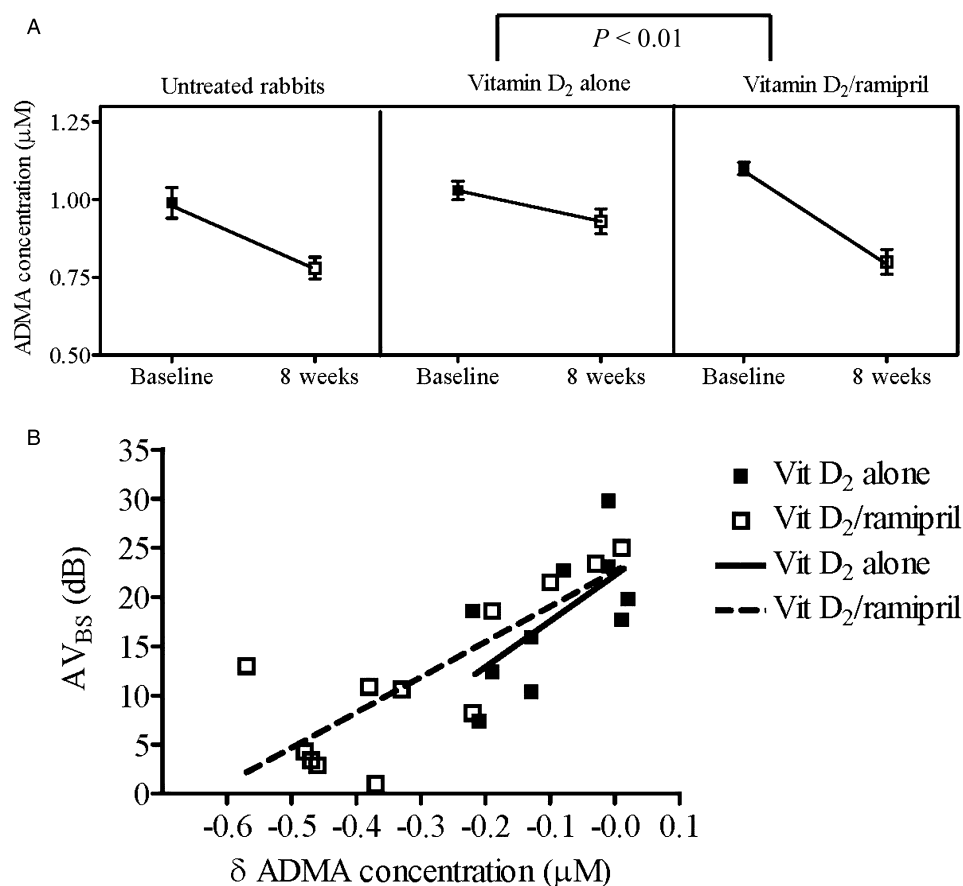 A
P < 0.01
Untreated rabbits
Vitamin D₂ alone
Vitamin D₂/ramipril
ADMA concentration (μM)
1.25
1.00
0.75
0.50
Baseline 8 weeks
Baseline 8 weeks
Baseline 8 weeks
B
AV_BS (dB)
35
30
25
20
15
10
5
0
-0.6 -0.5 -0.4 -0.3 -0.2 -0.1 -0.0 0.1
δ ADMA concentration (μM)
Vit D₂ alone
Vit D₂/ramipril
Vit D₂ alone
Vit D₂/ramipril